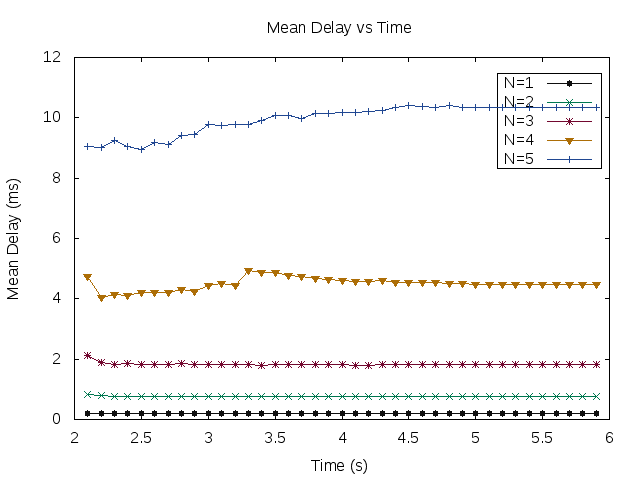 Mean Delay vs Time
12
10
8
6
4
2
0
Mean Delay (ms)
N=1
N=2
N=3
N=4
N=5
2 2.5 3 3.5 4 4.5 5 5.5 6
Time (s)